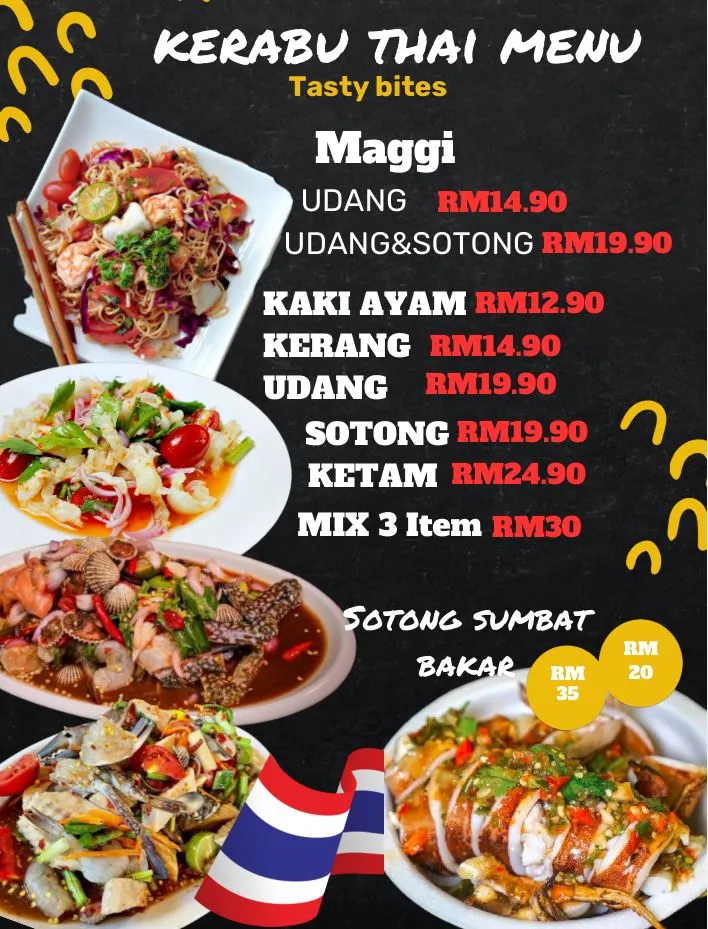 KERABU THAI MENU
Tasty bites
Maggi
UDANG RM14.90
UDANG&SOTONG RM19.90
KAKI AYAM RM12.90
KERANG RM14.90
UDANG RM19.90
SOTONG RM19.90
KETAM RM24.90
MIX 3 Item RM30
SOTONG SUMBAT
BAKAR
RM
35
RM
20